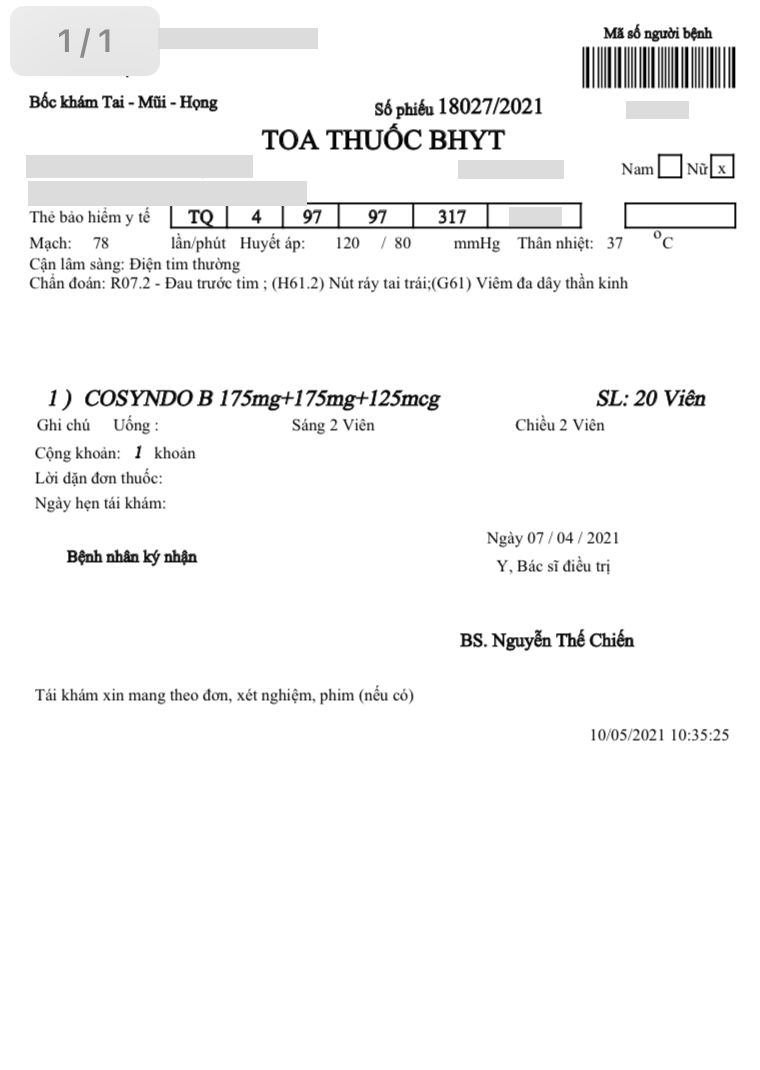 1/1
Mã số người bệnh
Bốc khám Tai - Mũi - Họng
Số phiếu 18027/2021
TOA THUỐC BHYT
Nam Nữ x
Thẻ bảo hiểm y tế TQ 4 97 97 317
Mạch: 78 lần/phút Huyết áp: 120 / 80 mmHg Thân nhiệt: 37 °C
Cận lâm sàng: Điện tim thường
Chẩn đoán: R07.2 - Đau trước tim ; (H61.2) Nút ráy tai trái;(G61) Viêm đa dây thần kinh
1 ) COSYNDO B 175mg+175mg+125mcg SL: 20 Viên
Ghi chú Uống : Sáng 2 Viên Chiều 2 Viên
Cộng khoản: 1 khoản
Lời dặn đơn thuốc:
Ngày hẹn tái khám:
Ngày 07 / 04 / 2021
Bệnh nhân ký nhận
Y, Bác sĩ điều trị
BS. Nguyễn Thế Chiến
Tái khám xin mang theo đơn, xét nghiệm, phim (nếu có)
10/05/2021 10:35:25